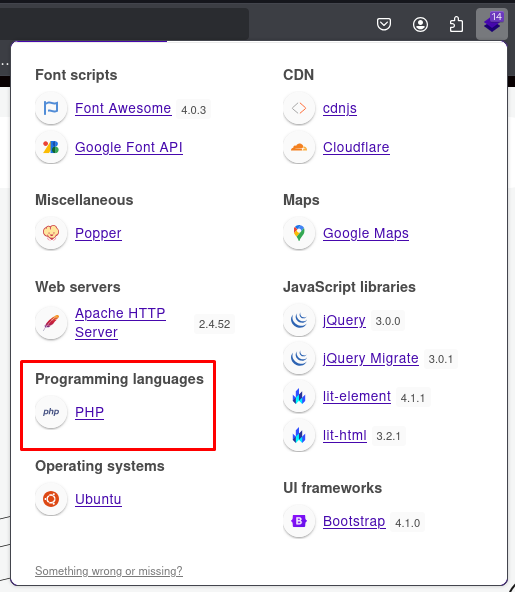 14
Font scripts
Font Awesome 4.0.3
Google Font API
Miscellaneous
Popper
Web servers
Apache HTTP
Server 2.4.52
Programming languages
php PHP
Operating systems
Ubuntu
Something wrong or missing?
CDN
cdnjs
Cloudflare
Maps
Google Maps
JavaScript libraries
jQuery 3.0.0
jQuery Migrate 3.0.1
lit-element 4.1.1
lit-html 3.2.1
UI frameworks
B Bootstrap 4.1.0